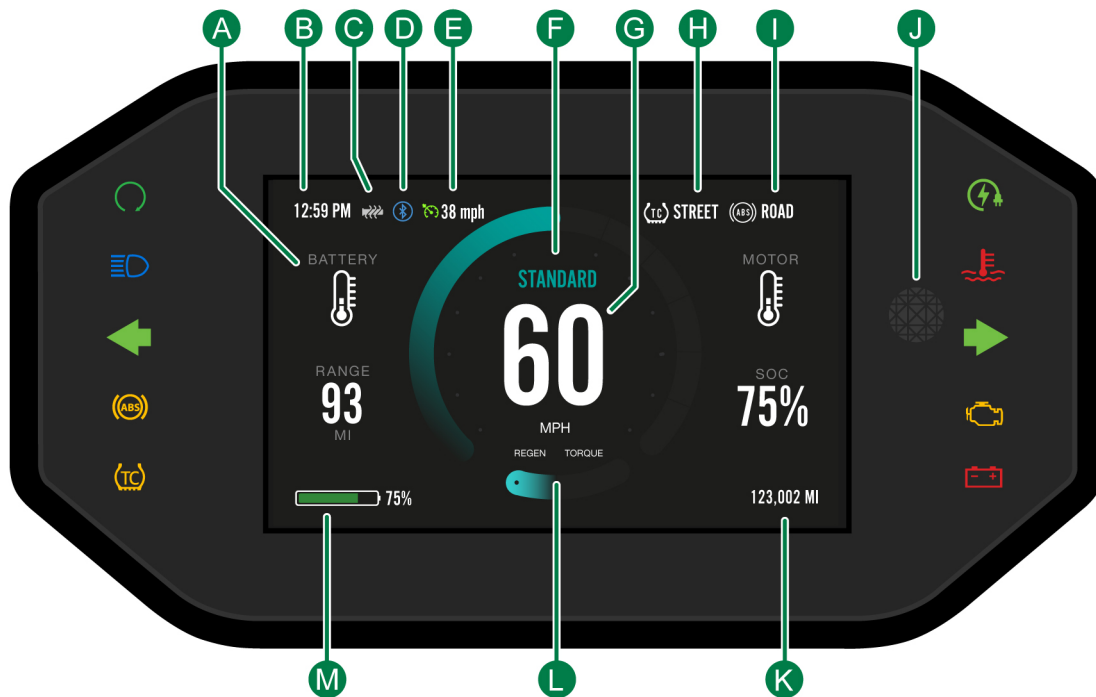 A B C D E F G H I J
12:59 PM 38 mph TC STREET ABS ROAD
BATTERY MOTOR
STANDARD
60
MPH
RANGE
93
MI
SOC
75%
ABS
TC
REGEN TORQUE
75%
123,002 MI
M L K